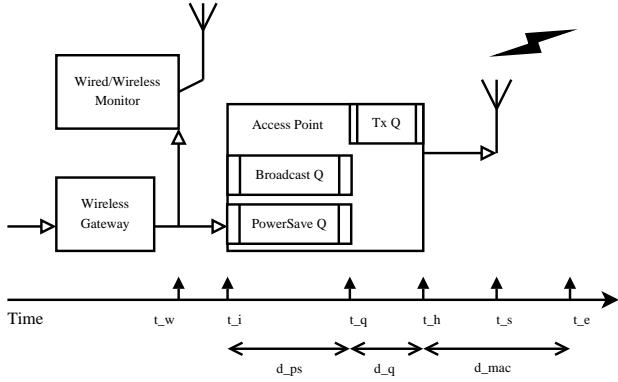 Wired/Wireless
Monitor
Access Point
Tx Q
Broadcast Q
Wireless
Gateway
PowerSave Q
Time
t_w
t_i
t_q
t_h
t_s
t_e
d_ps
d_q
d_mac